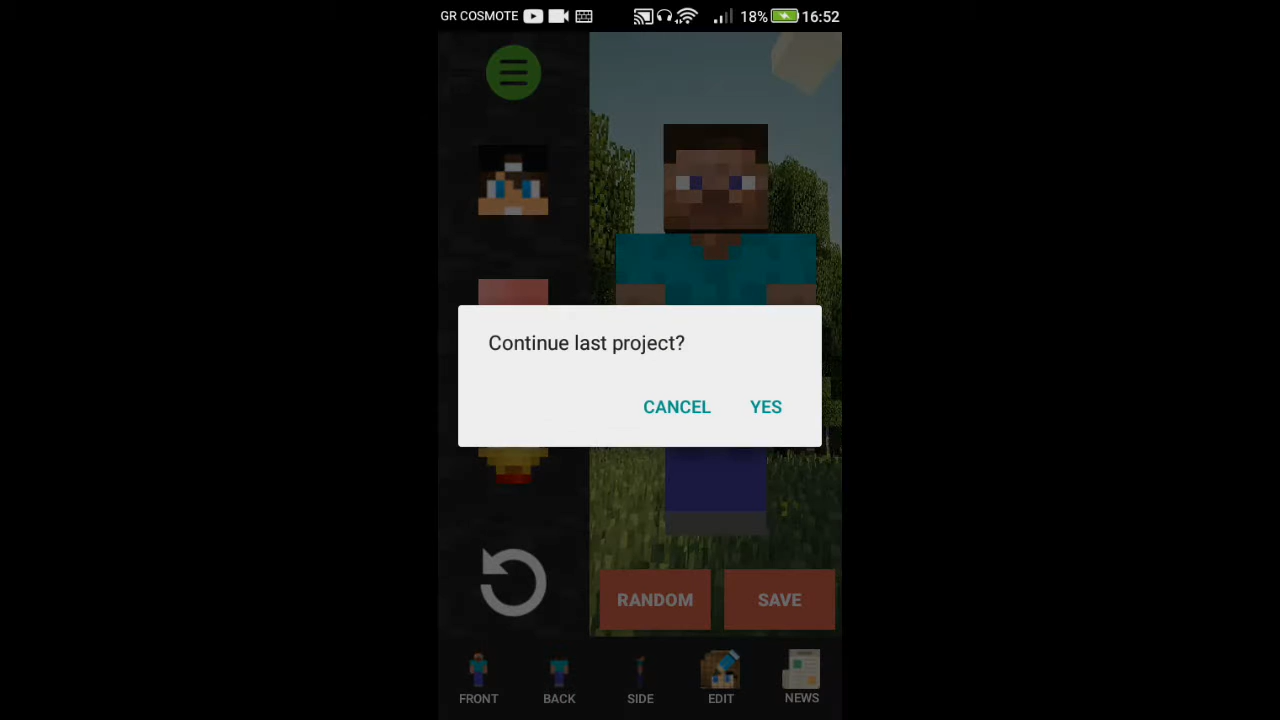 GR COSMOTE 18% 16:52
Continue last project?
CANCEL YES
RANDOM SAVE
FRONT BACK SIDE EDIT NEWS